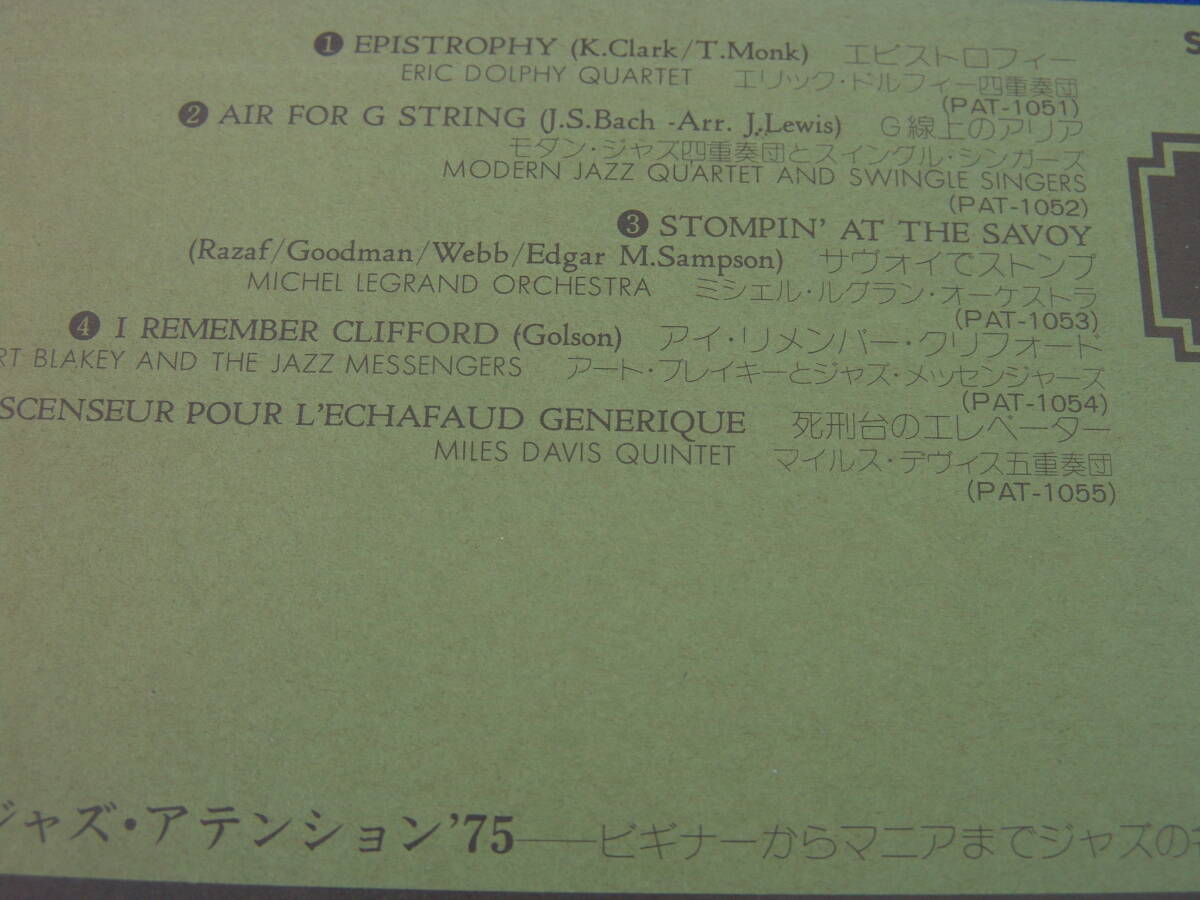 ❶ EPISTROPHY (K.Clark/T.Monk) エピストロフィー
ERIC DOLPHY QUARTET エリック・ドルフィー四重奏団
(PAT-1051)
❷ AIR FOR G STRING (J.S.Bach -Arr. J.Lewis) G線上のアリア
モダン・ジャズ四重奏団とスイングル・シンガーズ
MODERN JAZZ QUARTET AND SWINGLE SINGERS
(PAT-1052)
❸ STOMPIN' AT THE SAVOY
(Razaf/Goodman/Webb/Edgar M.Sampson) サヴォイでストンプ
MICHEL LEGRAND ORCHESTRA ミシェル・ルグラン・オーケストラ
(PAT-1053)
❹ I REMEMBER CLIFFORD (Golson) アイ・リメンバー・クリフォード
RT BLAKEY AND THE JAZZ MESSENGERS アート・ブレイキーとジャズ・メッセンジャーズ
(PAT-1054)
SCENSEUR POUR L'ECHAFAUD GENERIQUE 死刑台のエレベーター
MILES DAVIS QUINTET マイルス・デヴィス五重奏団
(PAT-1055)
S
ジャズ・アテンション'75——ビギナーからマニアまでジャズの